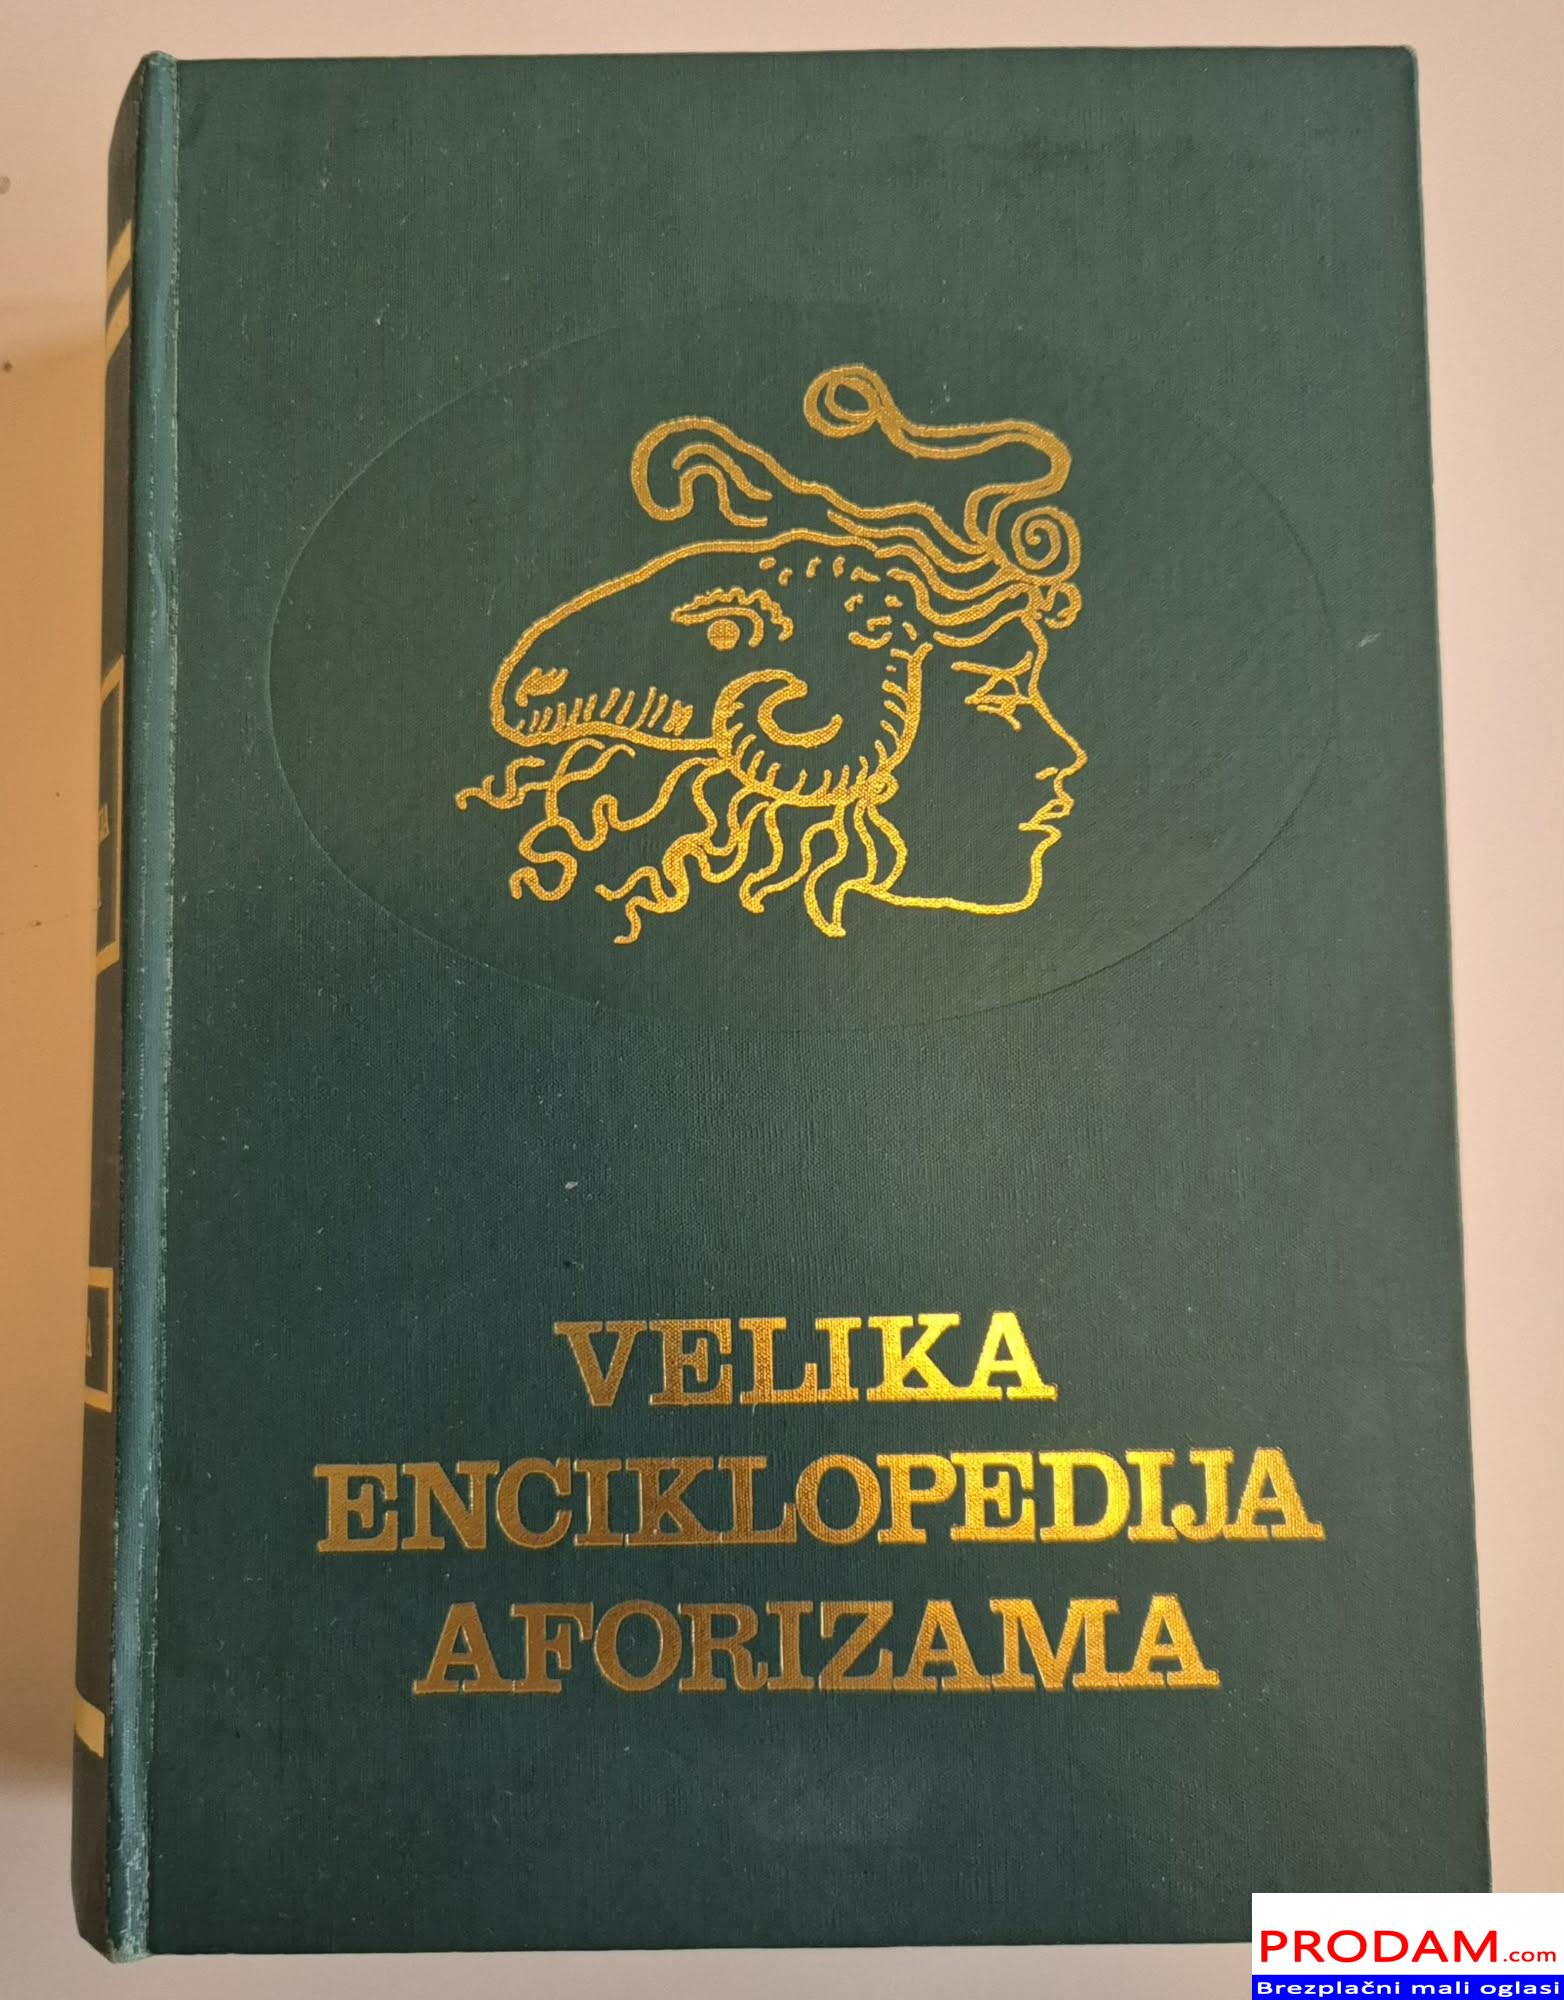 VELIKA
ENCIKLOPEDIJA
AFORIZAMA
PRODAM.com
Brezplačni mali oglasi